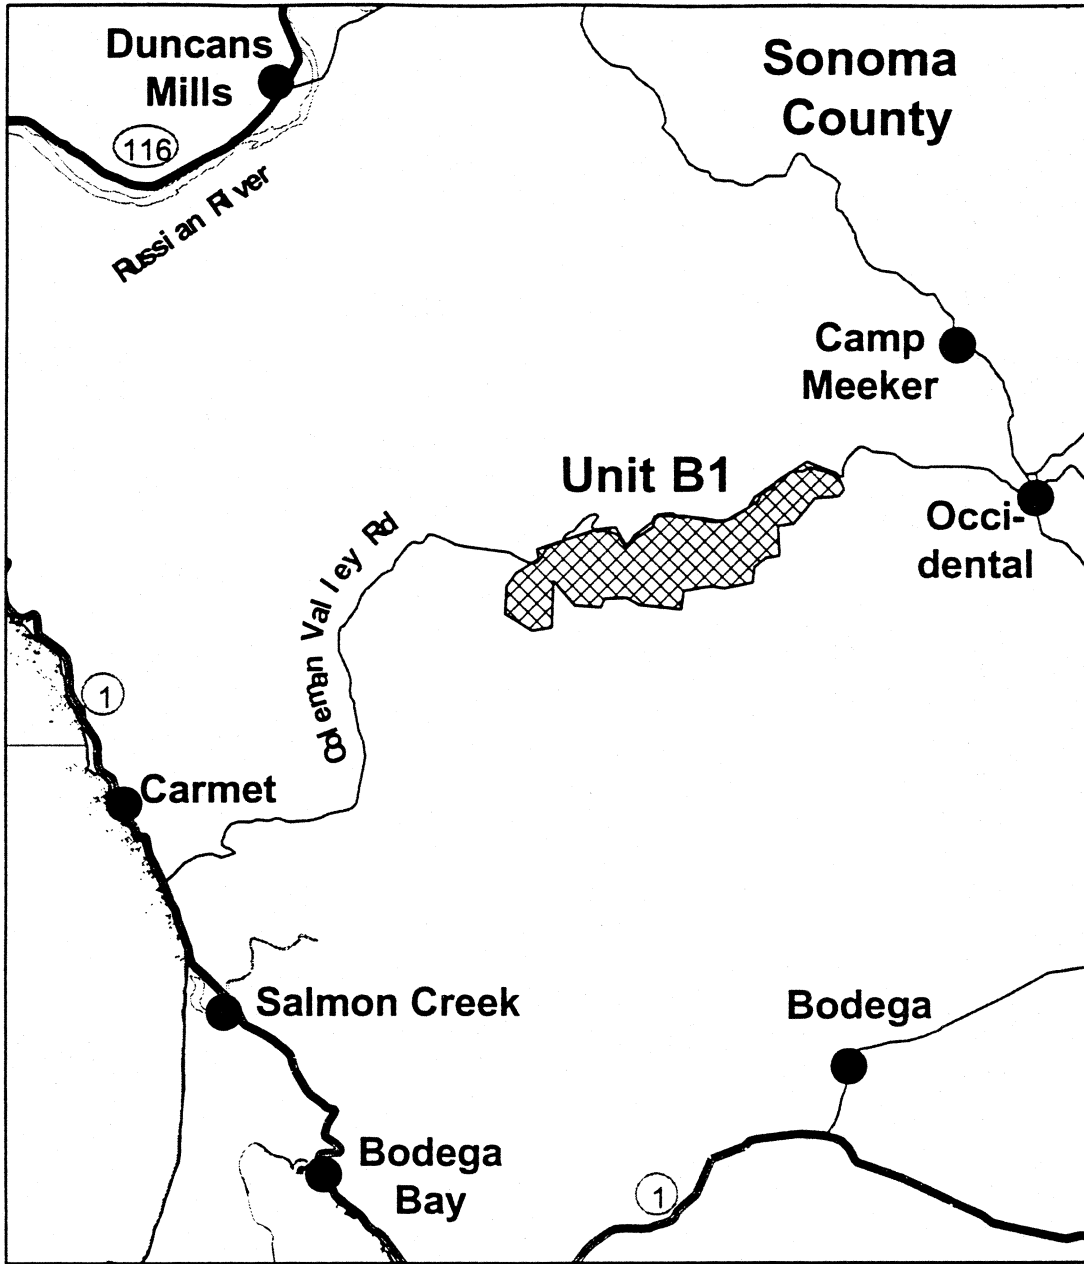 Duncans
Mills
Sonoma
County
116
Russian River
Camp
Meeker
Unit B1
Occi-
dental
Coleman Valley Rd
1
Carmet
Salmon Creek
Bodega
Bodega
Bay
1